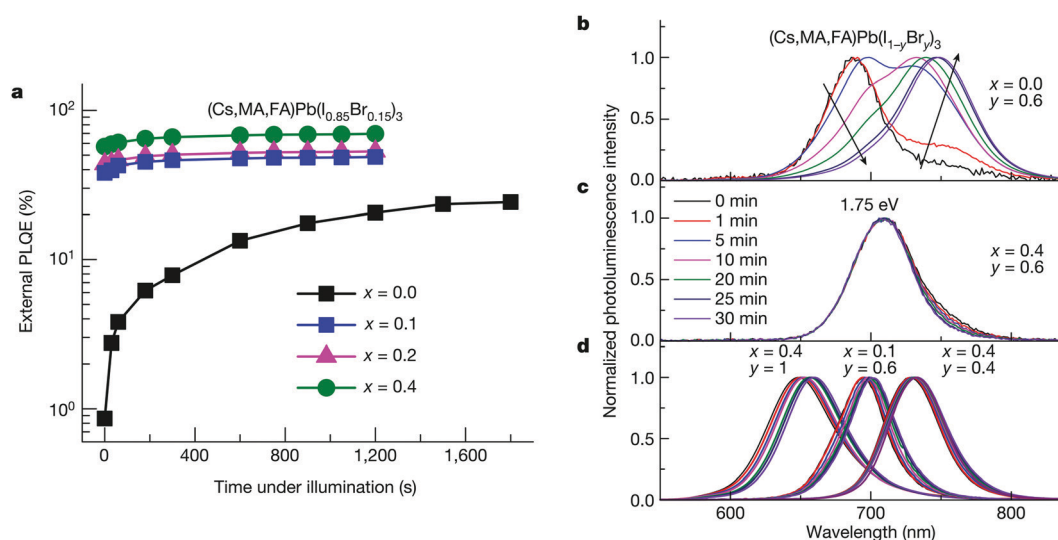 a
(Cs,MA,FA)Pb(I0.85Br0.15)3
10²
10¹
10⁰
External PLQE (%)
x = 0.0
x = 0.1
x = 0.2
x = 0.4
0
400
800
1,200
1,600
Time under illumination (s)
b
(Cs,MA,FA)Pb(I1–yBry)3
1.0
0.5
0.0
x = 0.0
y = 0.6
c
1.75 eV
1.0
0.5
0.0
0 min
1 min
5 min
10 min
20 min
25 min
30 min
x = 0.4
y = 0.6
Normalized photoluminescence intensity
d
x = 0.4
y = 1
x = 0.1
y = 0.6
x = 0.4
y = 0.4
1.0
0.5
0.0
600
700
800
Wavelength (nm)